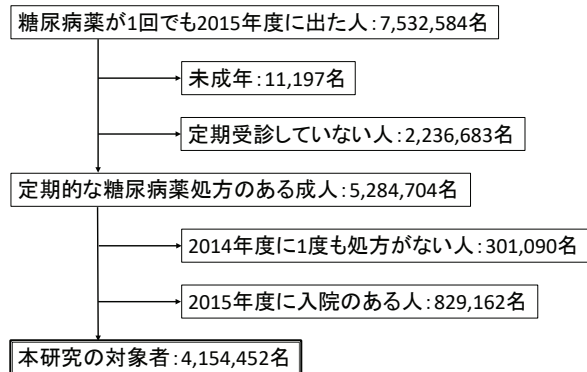 糖尿病薬が1回でも2015年度に出た人：7,532,584名
未成年：11,197名
定期受診していない人：2,236,683名
定期的な糖尿病薬処方のある成人：5,284,704名
2014年度に1度も処方がない人：301,090名
2015年度に入院のある人：829,162名
本研究の対象者：4,154,452名